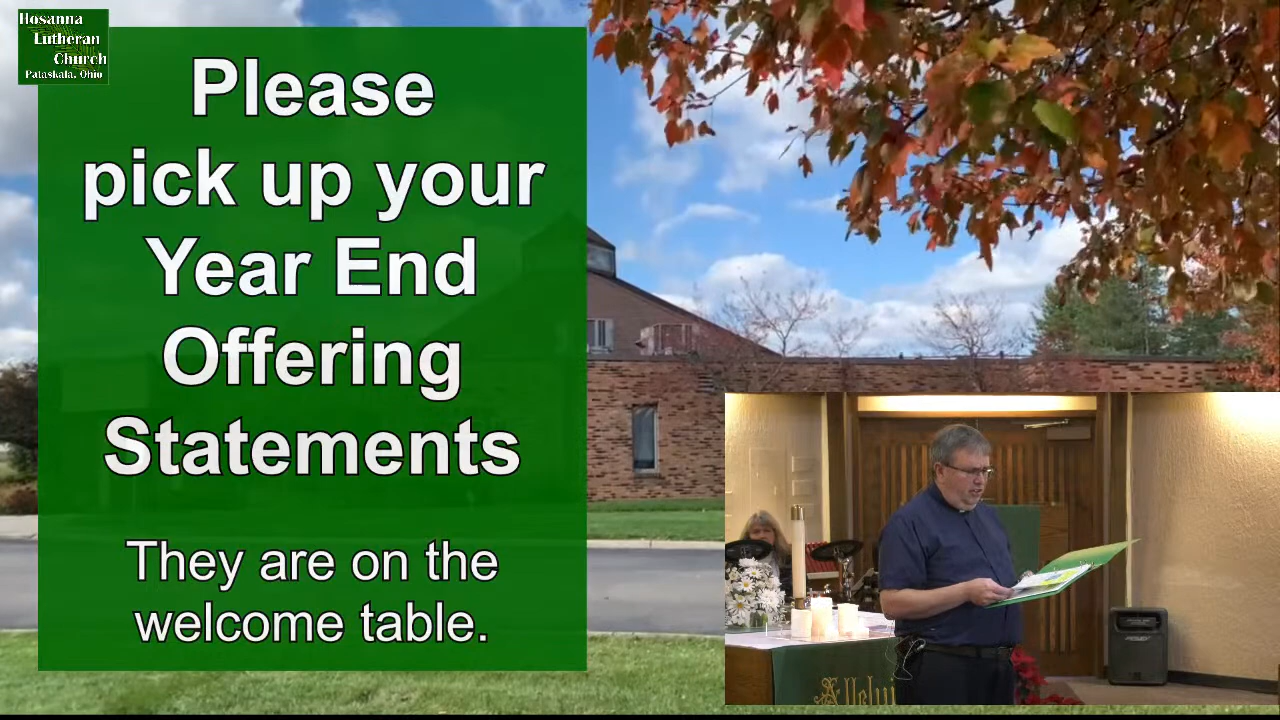 Hosanna
Lutheran
Church
Pataskala, Ohio
Please
pick up your
Year End
Offering
Statements
They are on the
welcome table.
Allelui